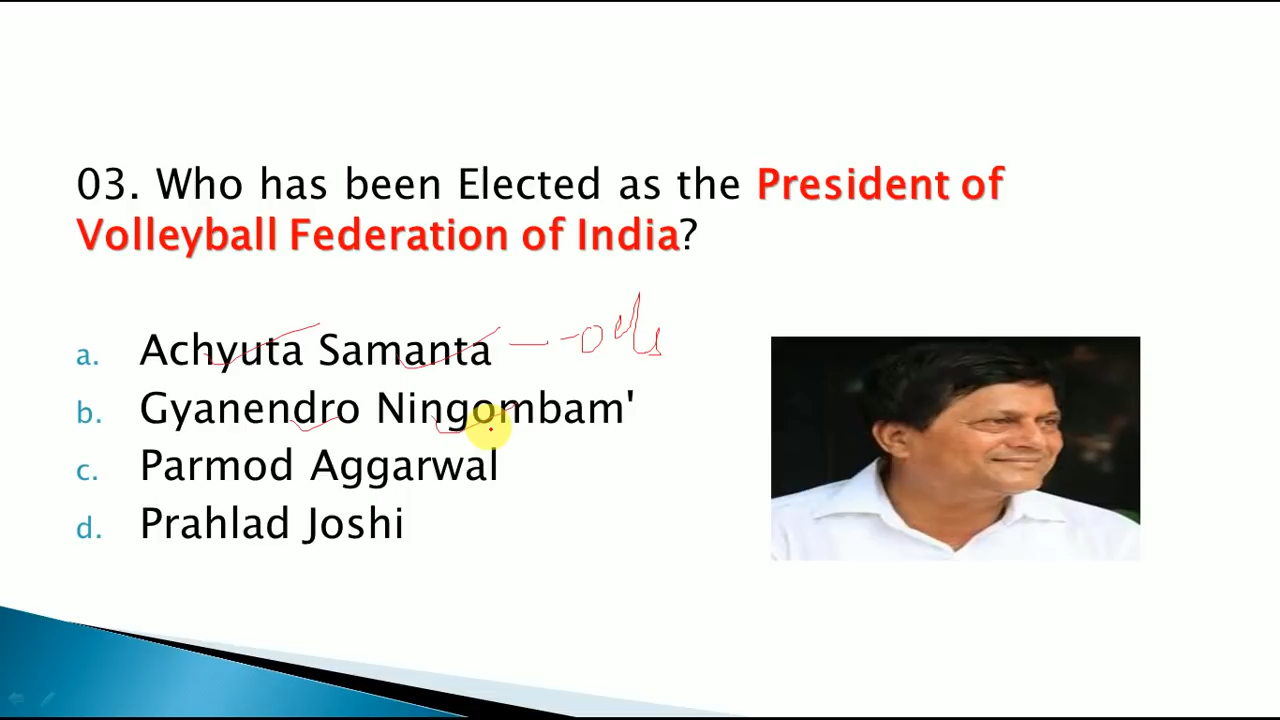 03. Who has been Elected as the President of
Volleyball Federation of India?
a. Achyuta Samanta
b. Gyanendro Ningombam'
c. Parmod Aggarwal
d. Prahlad Joshi